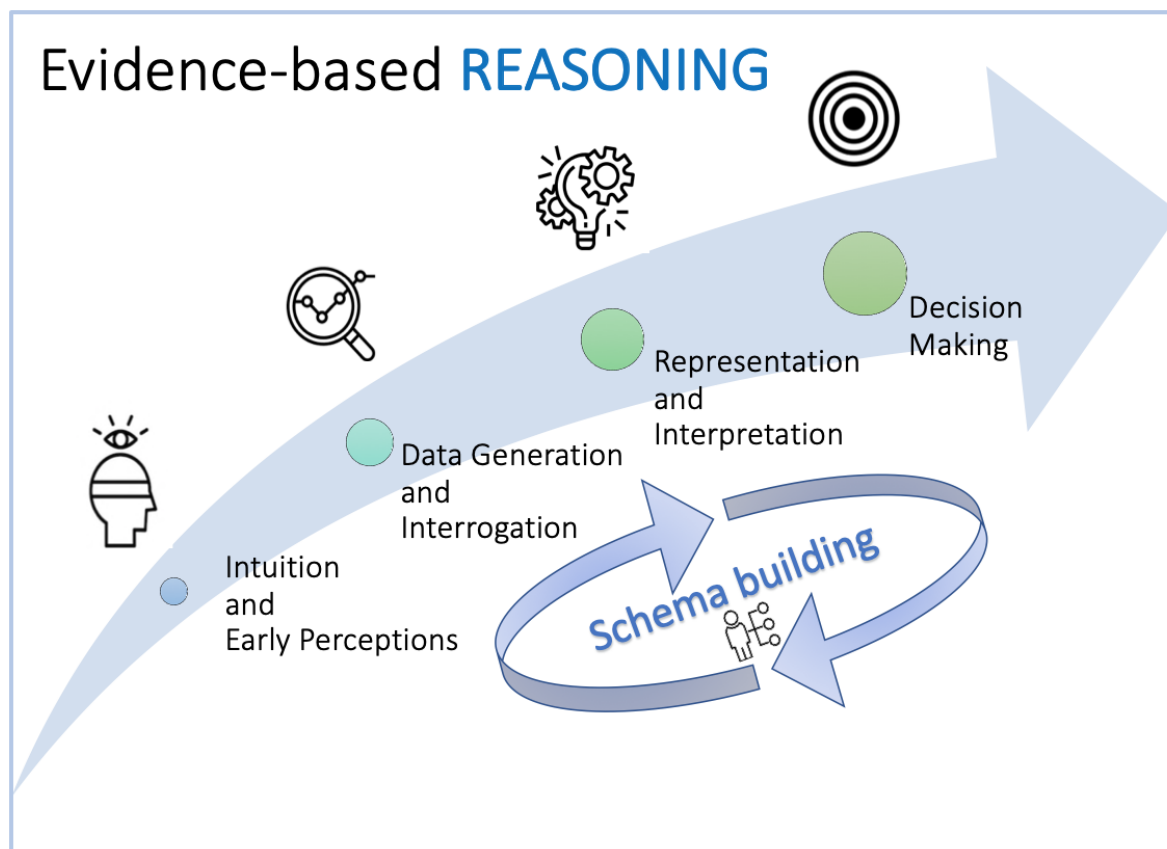 Evidence-based REASONING
Intuition
and
Early Perceptions
Data Generation
and
Interrogation
Representation
and
Interpretation
Decision
Making
Schema building